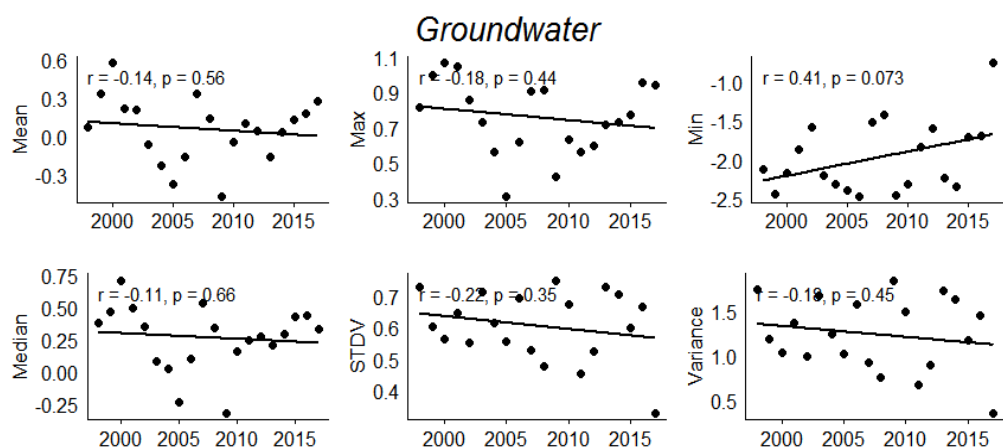 Groundwater
Mean
0.6
0.3
0.0
-0.3
r = -0.14, p = 0.56
2000 2005 2010 2015
Max
1.1
0.9
0.7
0.5
0.3
r = -0.18, p = 0.44
2000 2005 2010 2015
Min
-1.0
-1.5
-2.0
-2.5
r = 0.41, p = 0.073
2000 2005 2010 2015
Median
0.75
0.50
0.25
0.00
-0.25
r = -0.11, p = 0.66
2000 2005 2010 2015
STDV
0.7
0.6
0.5
0.4
r = -0.22, p = 0.35
2000 2005 2010 2015
Variance
1.5
1.0
0.5
r = -0.18, p = 0.45
2000 2005 2010 2015